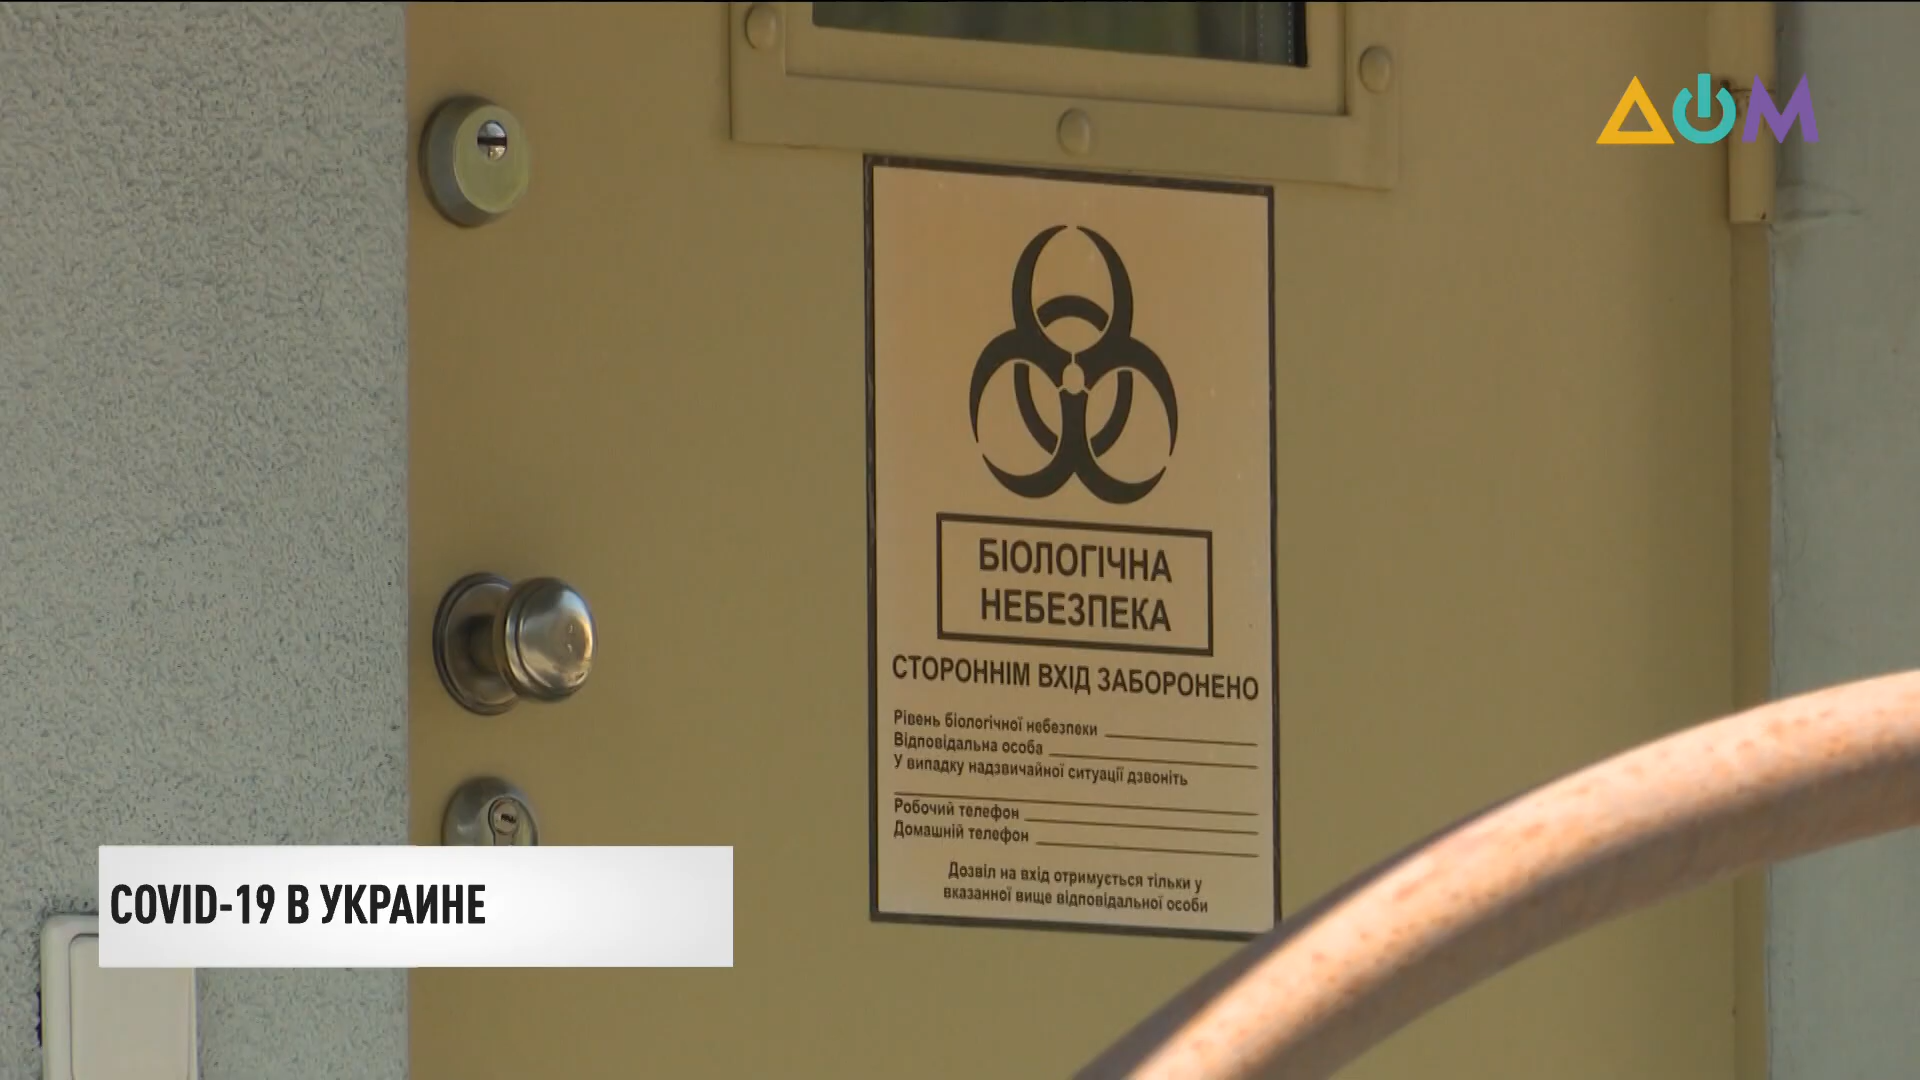 ДОМ
БІОЛОГІЧНА
НЕБЕЗПЕКА
СТОРОННІМ ВХІД ЗАБОРОНЕНО
Рівень біологічної небезпеки
Відповідальна особа
У випадку надзвичайної ситуації дзвоніть
Робочий телефон
Домашній телефон
Дозвіл на вхід отримується тільки у
вказанної вище відповідальної особи
COVID-19 В УКРАИНЕ